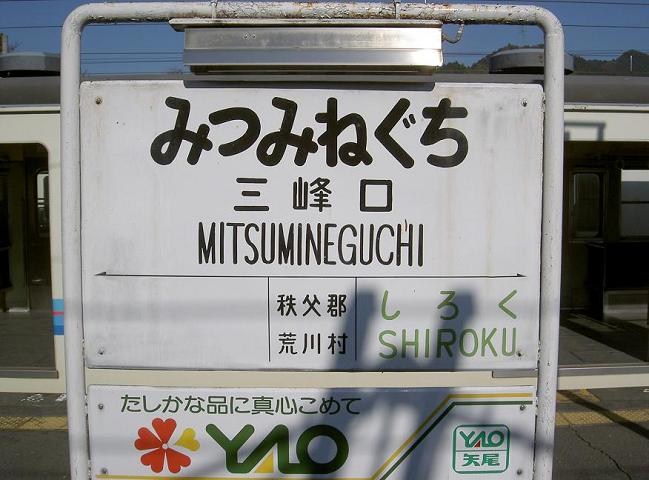 みつみねぐち
三峰口
MITSUMINEGUCHI
秩父郡
荒川村
しろく
SHIROKU
たしかな品に真心こめて
YAO
YAO
矢尾